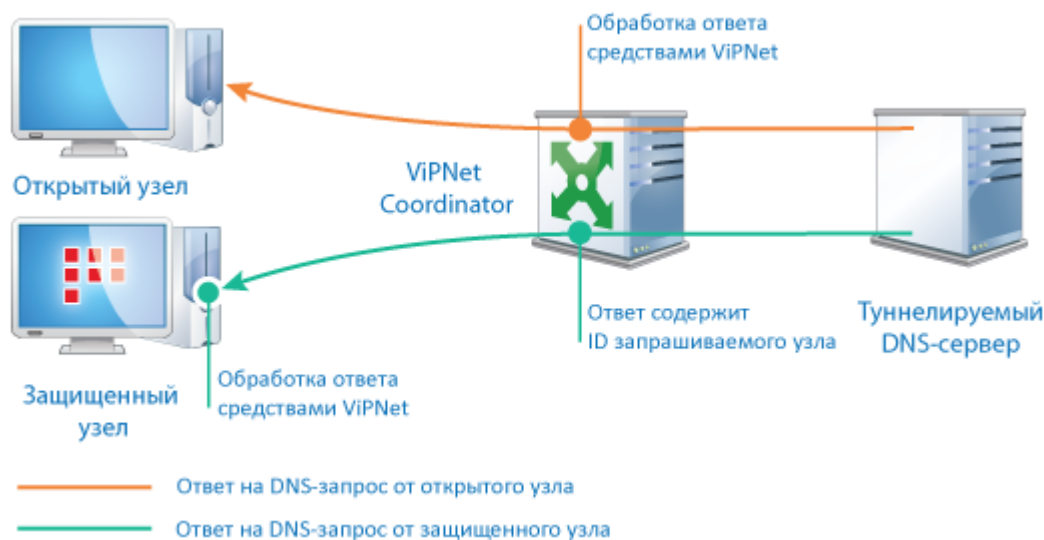 Обработка ответа
средствами ViPNet
Открытый узел
ViPNet
Coordinator
Ответ содержит
ID запрашиваемого узла
Туннелируемый
DNS-сервер
Защищенный
узел
Обработка ответа
средствами ViPNet
Ответ на DNS-запрос от открытого узла
Ответ на DNS-запрос от защищенного узла